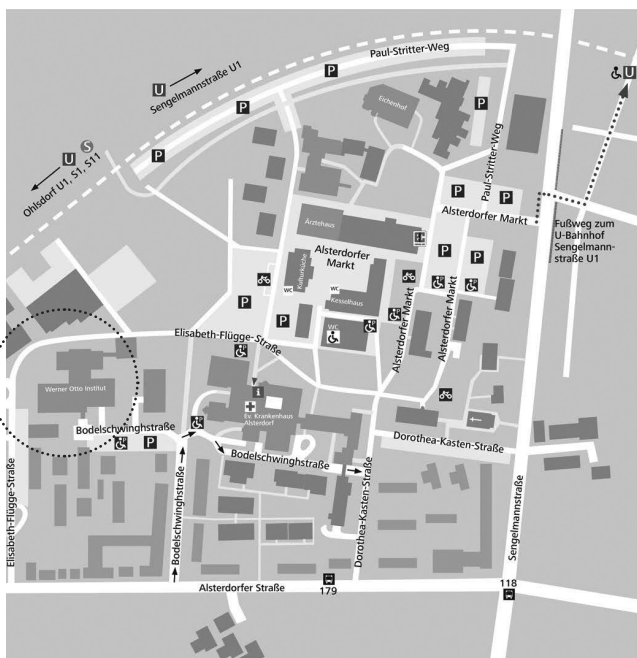 Paul-Stritter-Weg
U
Sengelmannstraße U1
P
P
P
U
S
Ohlsdorf U1, S1, S11
Eichenhof
P
Paul-Stritter-Weg
U
P
P
Alsterdorfer Markt
Fußweg zum
U-Bahnhof
Sengelmann-
straße U1
Ärztehaus
Alsterdorfer
Markt
P
P
Kulturküche
WC
WC
Kesselhaus
P
P
WC
Alsterdorfer Markt
Alsterdorfer Markt
Elisabeth-Flügge-Straße
Werner Otto Institut
i
Ev. Krankenhaus
Alsterdorf
Bodelschwinghstraße
P
Bodelschwinghstraße
Dorothea-Kasten-Straße
Elisabeth-Flügge-Straße
Bodelschwinghstraße
Dorothea-Kasten-Straße
Sengelmannstraße
Alsterdorfer Straße
179
118